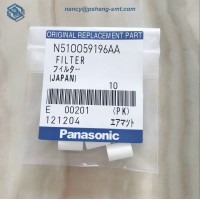 nancy@pshang-smt.com
ORIGINAL REPLACEMENT PART
N510059196AA
FILTER
フィルター
(JAPAN)
10
E 00201 (PK)
121204 エアマツト
Panasonic